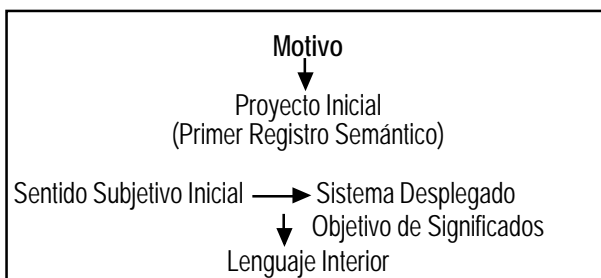 Motivo
Proyecto Inicial
(Primer Registro Semántico)
Sentido Subjetivo Inicial Sistema Desplegado
Objetivo de Significados
Lenguaje Interior